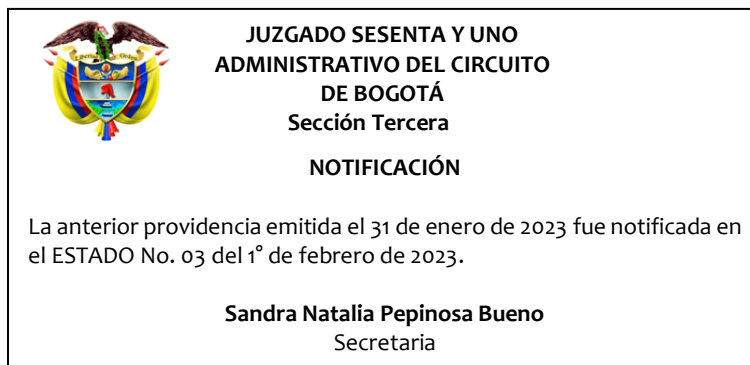 JUZGADO SESENTA Y UNO
ADMINISTRATIVO DEL CIRCUITO
DE BOGOTÁ
Sección Tercera
NOTIFICACIÓN
La anterior providencia emitida el 31 de enero de 2023 fue notificada en
el ESTADO No. 03 del 1° de febrero de 2023.
Sandra Natalia Pepinosa Bueno
Secretaria